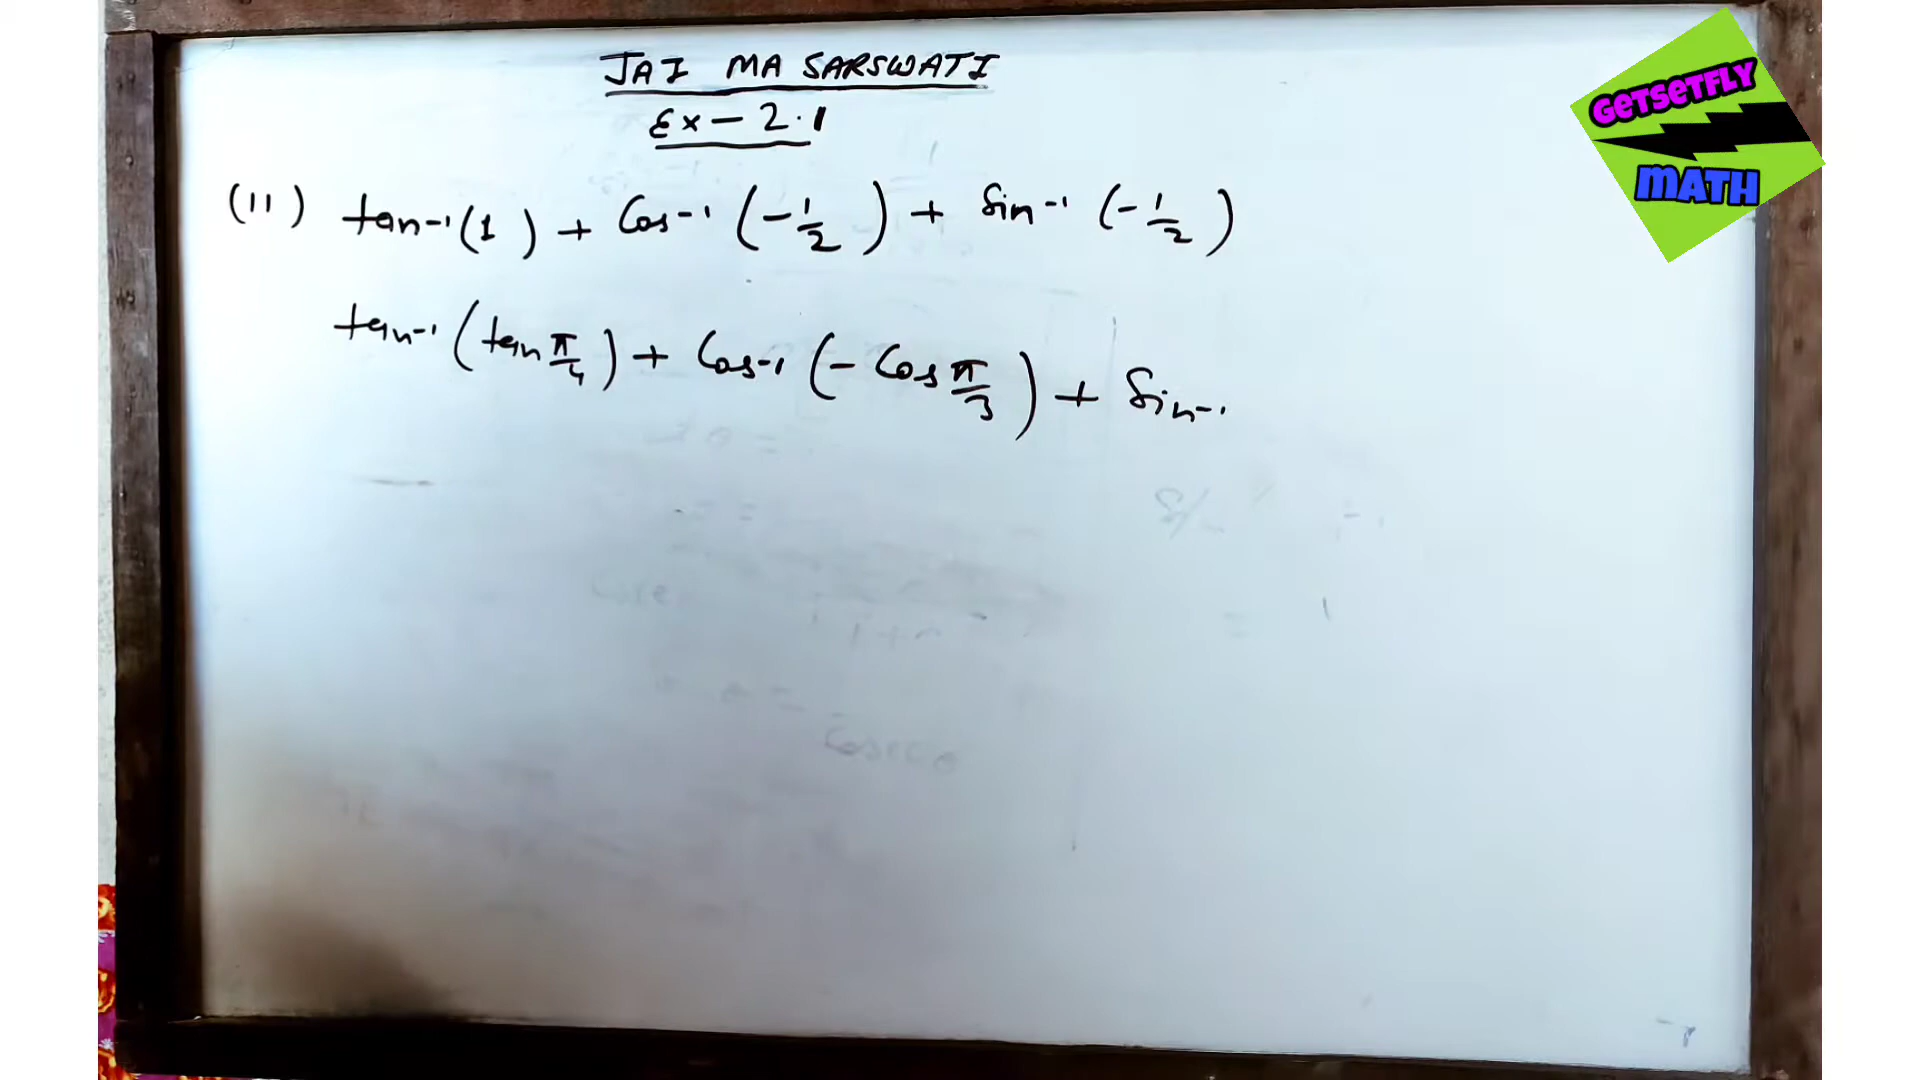 JAI MA SARSWATI
Ex - 2.1
(11) tan-1(1) + Cos-1 (-1/2) + Sin-1 (-1/2)
tan-1 (tan π/4) + Cos-1 (- Cos π/3) + Sin-1
GETSETFLY
MATH